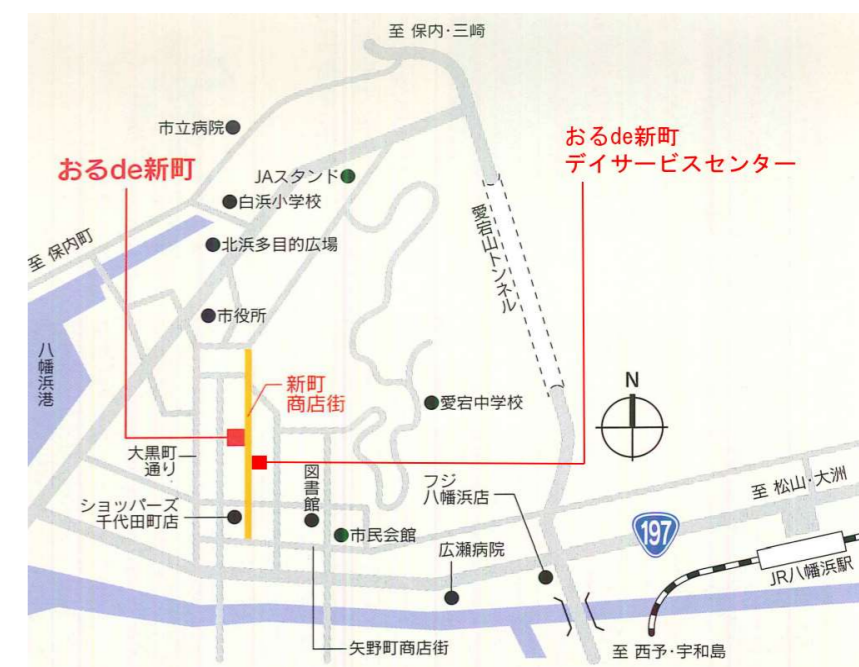 至 保内・三崎
市立病院
おるde新町
おるde新町
デイサービスセンター
JAスタンド
白浜小学校
愛宕山トンネル
北浜多目的広場
至 保内町
市役所
八幡浜港
新町
商店街
N
愛宕中学校
大黒町
通り
図書館
フジ
八幡浜店
至 松山・大洲
ショッパーズ
千代田町店
197
市民会館
広瀬病院
JR八幡浜駅
矢野町商店街
至 西予・宇和島